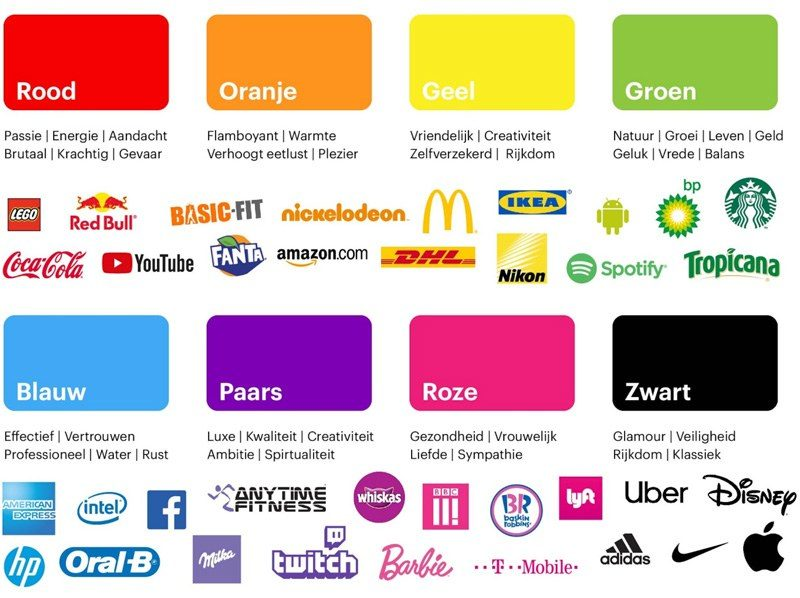 Rood
Oranje
Geel
Groen
Passie | Energie | Aandacht
Brutaal | Krachtig | Gevaar
Flamboyant | Warmte
Verhoogt eetlust | Plezier
Vriendelijk | Creativiteit
Zelfverzekerd | Rijkdom
Natuur | Groei | Leven | Geld
Geluk | Vrede | Balans
LEGO
Red Bull
BASIC-FIT
nickelodeon
IKEA
bp
Coca-Cola
YouTube
FANTA
amazon.com
DHL
Nikon
Spotify
Tropicana
Blauw
Paars
Roze
Zwart
Effectief | Vertrouwen
Professioneel | Water | Rust
Luxe | Kwaliteit | Creativiteit
Ambitie | Spirtualiteit
Gezondheid | Vrouwelijk
Liefde | Sympathie
Glamour | Veiligheid
Rijkdom | Klassiek
AMERICAN
EXPRESS
intel
f
ANYTIME
FITNESS
whiskas
BBC
BR
baskin
robbins
lyft
Uber
Disney
hp
Oral-B
Milka
twitch
Barbie
T Mobile
adidas